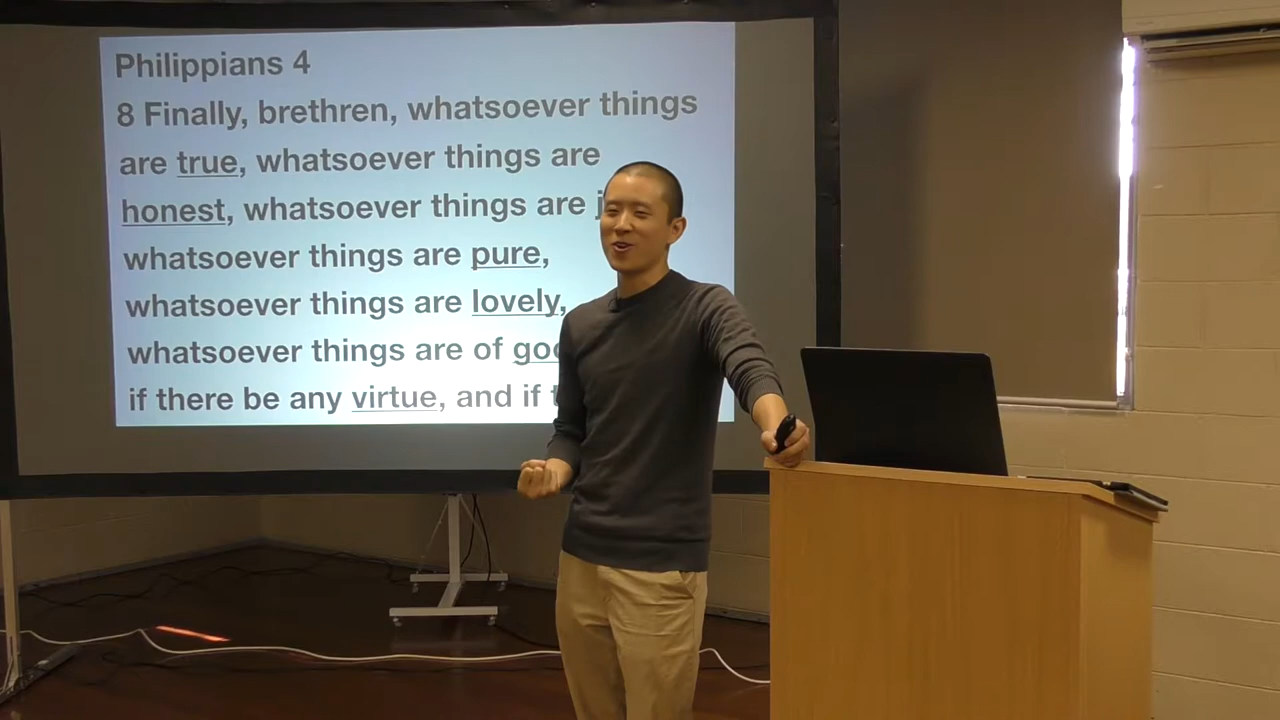 Philippians 4
8 Finally, brethren, whatsoever things
are true, whatsoever things are
honest, whatsoever things are
whatsoever things are pure,
whatsoever things are lovely,
whatsoever things are of
if there be any virtue, and if